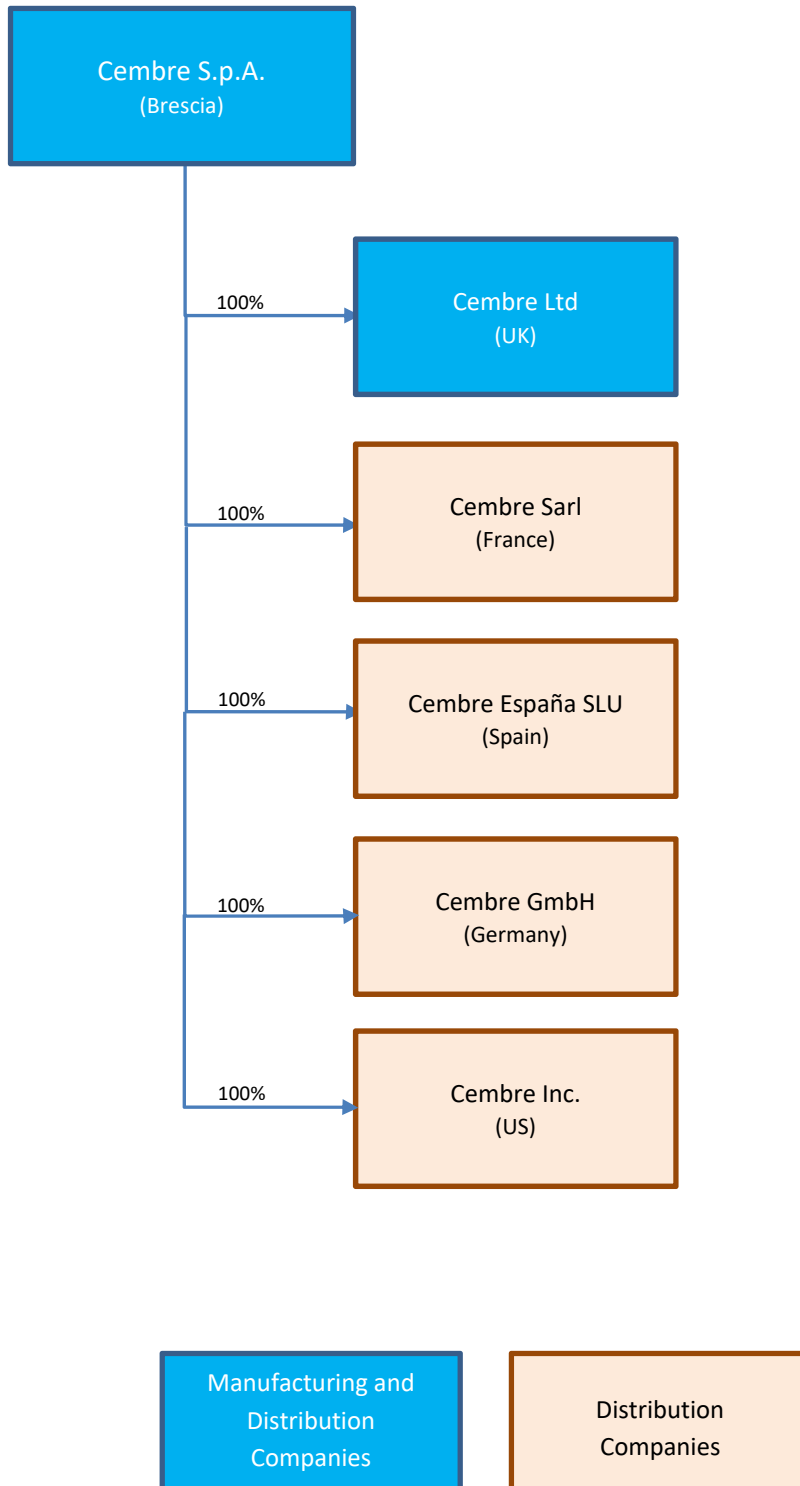 Cembre S.p.A.
(Brescia)
100%
Cembre Ltd
(UK)
100%
Cembre Sarl
(France)
100%
Cembre España SLU
(Spain)
100%
Cembre GmbH
(Germany)
100%
Cembre Inc.
(US)
Manufacturing and
Distribution
Companies
Distribution
Companies